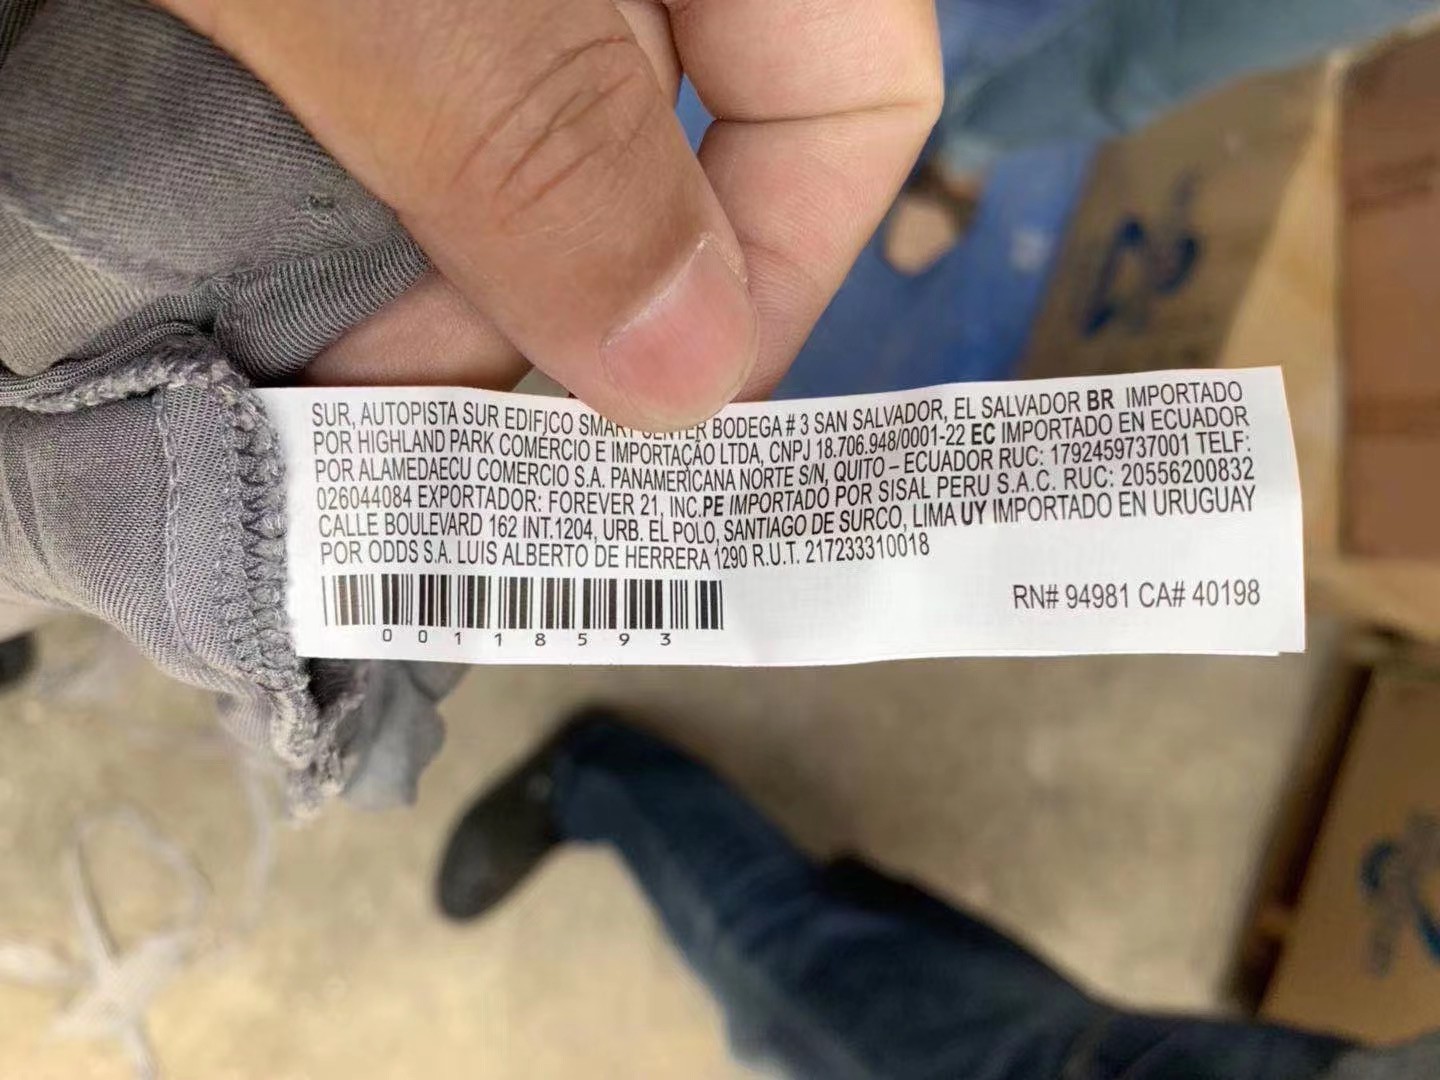 SUR, AUTOPISTA SUR EDIFICO SMART CENTER BODEGA # 3 SAN SALVADOR, EL SALVADOR BR IMPORTADO
POR HIGHLAND PARK COMÉRCIO E IMPORTAÇÃO LTDA, CNPJ 18.706.948/0001-22 EC IMPORTADO EN ECUADOR
POR ALAMEDAECU COMERCIO S.A. PANAMERICANA NORTE S/N, QUITO – ECUADOR RUC: 1792459737001 TELF:
026044084 EXPORTADOR: FOREVER 21, INC.PE IMPORTADO POR SISAL PERU S.A.C. RUC: 20556200832
CALLE BOULEVARD 162 INT.1204, URB. EL POLO, SANTIAGO DE SURCO, LIMA UY IMPORTADO EN URUGUAY
POR ODDS S.A. LUIS ALBERTO DE HERRERA 1290 R.U.T. 217233310018
RN# 94981 CA# 40198
00118593